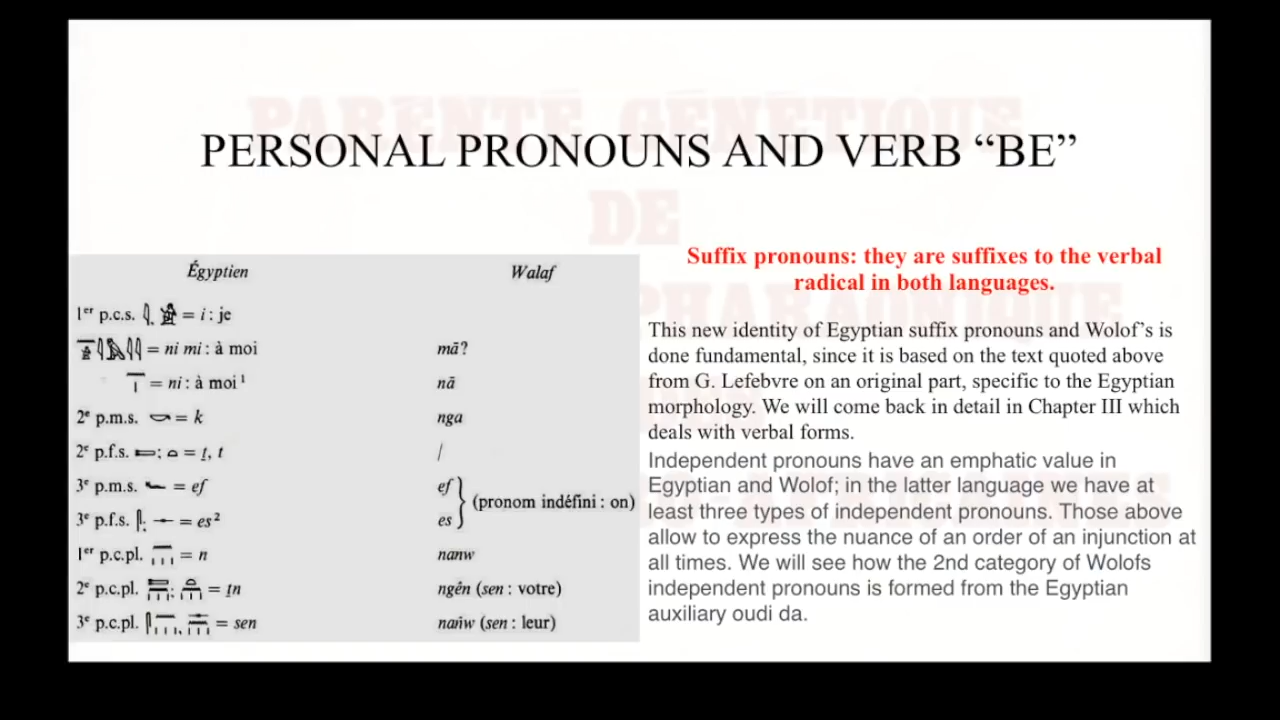 PARENTÉ GÉNÉTIQUE
DE
PHARAONIQUE
PERSONAL PRONOUNS AND VERB “BE”
Égyptien Walaf
1er p.c.s. = i : je
= ni mi : à moi mā?
= ni : à moi 1 nā
2e p.m.s. = k nga
2e p.f.s. ; = ṯ, t /
3e p.m.s. = ef ef
(pronom indéfini : on)
3e p.f.s. ; = es 2 es
1er p.c.pl. = n nanw
2e p.c.pl. ; = ṯn ngên (sen : votre)
3e p.c.pl. , = sen nańw (sen : leur)
Suffix pronouns: they are suffixes to the verbal
radical in both languages.
This new identity of Egyptian suffix pronouns and Wolof’s is
done fundamental, since it is based on the text quoted above
from G. Lefebvre on an original part, specific to the Egyptian
morphology. We will come back in detail in Chapter III which
deals with verbal forms.
Independent pronouns have an emphatic value in
Egyptian and Wolof; in the latter language we have at
least three types of independent pronouns. Those above
allow to express the nuance of an order of an injunction at
all times. We will see how the 2nd category of Wolofs
independent pronouns is formed from the Egyptian
auxiliary oudi da.